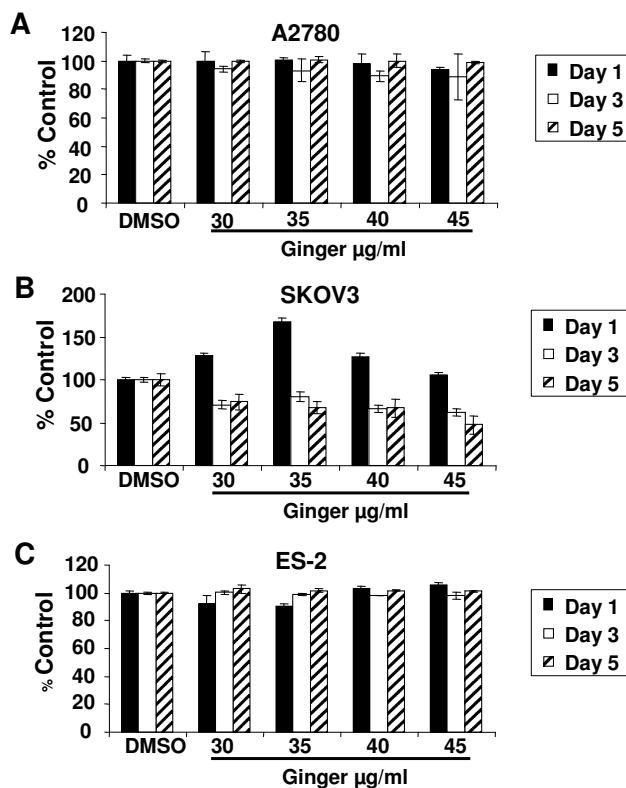 A
A2780
% Control
120
100
80
60
40
20
0
DMSO 30 35 40 45
Ginger µg/ml
Day 1
Day 3
Day 5
B
SKOV3
% Control
200
150
100
50
0
DMSO 30 35 40 45
Ginger µg/ml
Day 1
Day 3
Day 5
C
ES-2
% Control
120
100
80
60
40
20
0
DMSO 30 35 40 45
Ginger µg/ml
Day 1
Day 3
Day 5